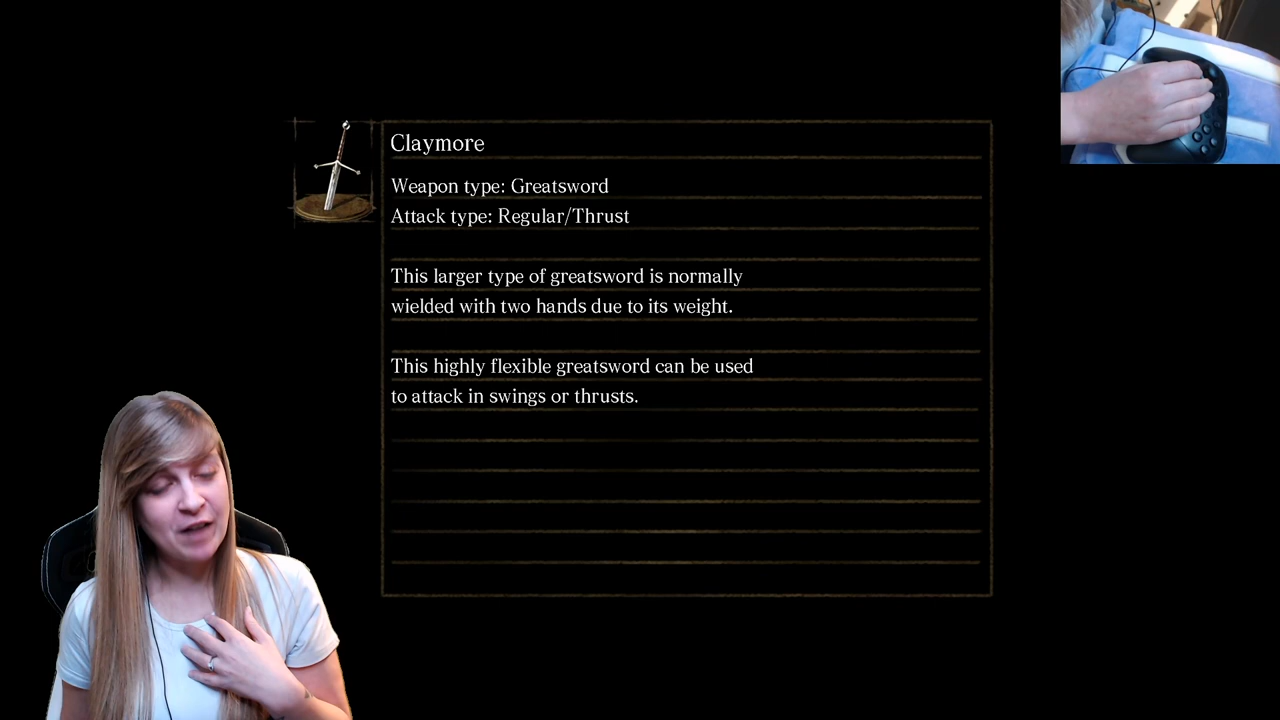 Claymore
Weapon type: Greatsword
Attack type: Regular/Thrust
This larger type of greatsword is normally
wielded with two hands due to its weight.
This highly flexible greatsword can be used
to attack in swings or thrusts.